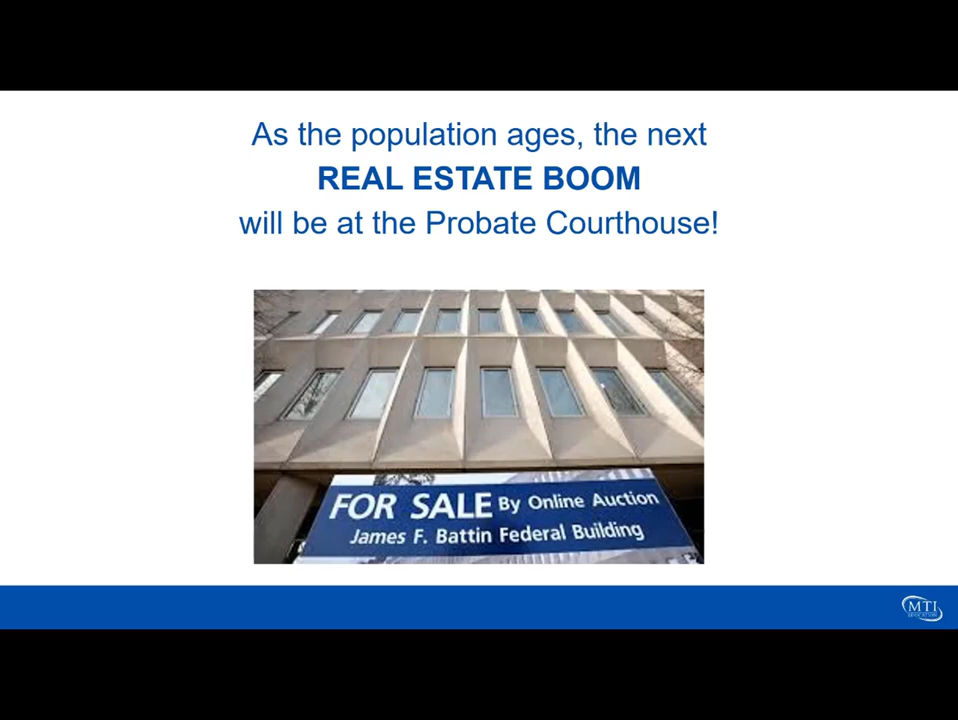 As the population ages, the next
REAL ESTATE BOOM
will be at the Probate Courthouse!
FOR SALE By Online Auction
James F. Battin Federal Building
MTI
EDUCATION